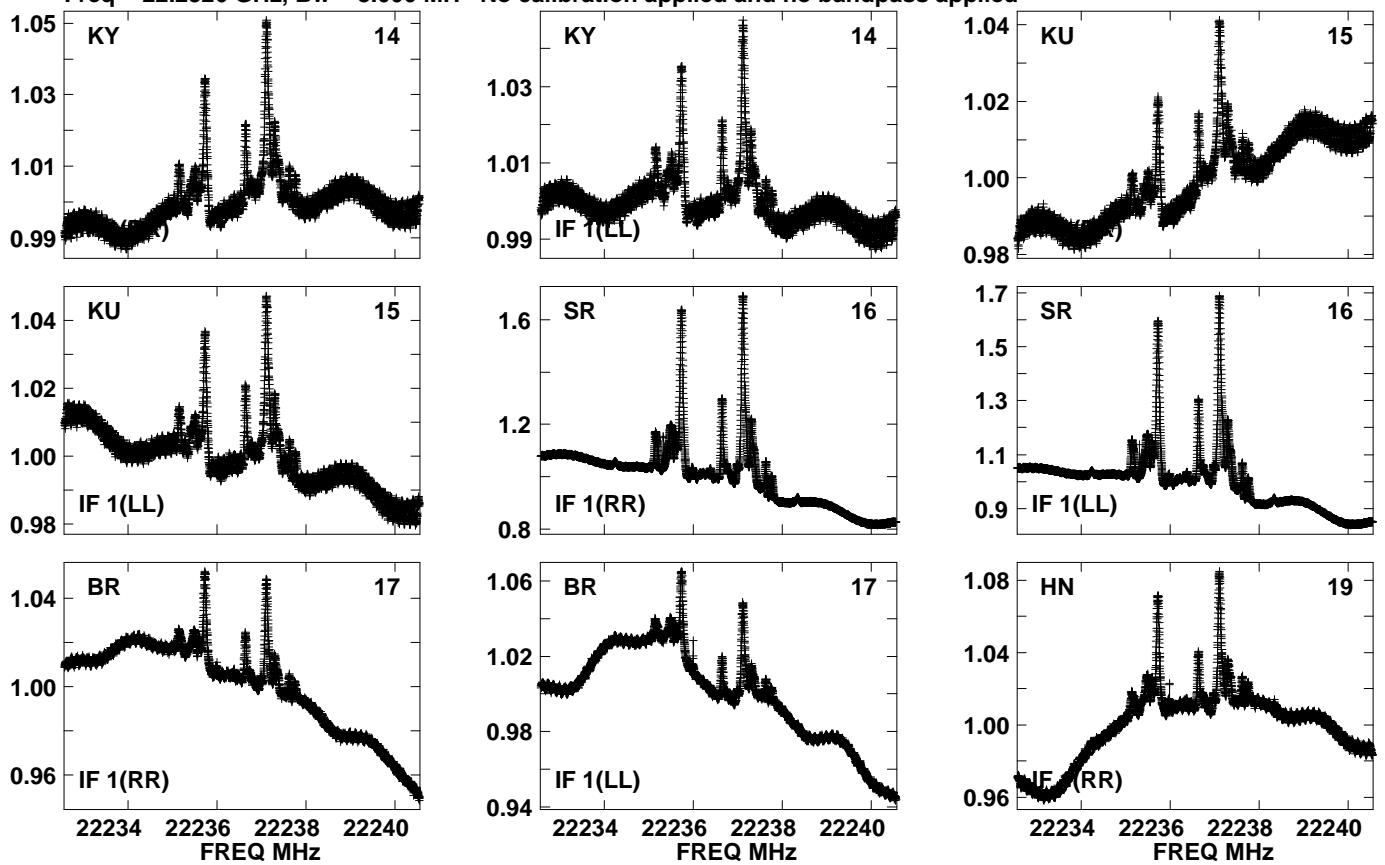 No calibration applied and no bandpass applied
1.05 KY 14
1.03
1.01
0.99
KY 14
1.03
1.01
0.99 IF 1(LL)
1.04 KU 15
1.02
1.00
0.98
1.04 KU 15
1.02
1.00
0.98 IF 1(LL)
SR 16
1.6
1.2
0.8 IF 1(RR)
1.7 SR 16
1.5
1.3
1.1
0.9 IF 1(LL)
BR 17
1.04
1.00
0.96 IF 1(RR)
1.06 BR 17
1.02
0.98
0.94 IF 1(LL)
1.08 HN 19
1.04
1.00
0.96 IF (RR)
22234 22236 22238 22240
FREQ MHz
22234 22236 22238 22240
FREQ MHz
22234 22236 22238 22240
FREQ MHz